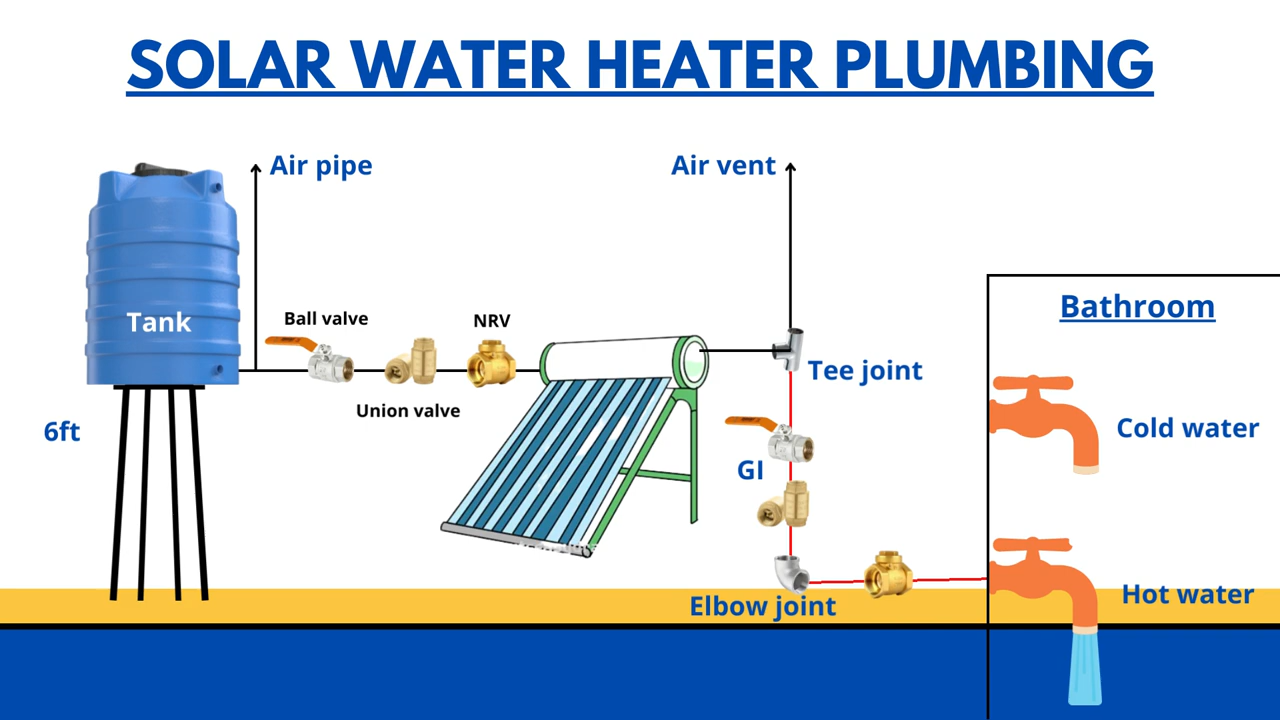 SOLAR WATER HEATER PLUMBING
Air pipe
Air vent
Tank
Ball valve
NRV
Union valve
6ft
Tee joint
GI
Elbow joint
Bathroom
Cold water
Hot water